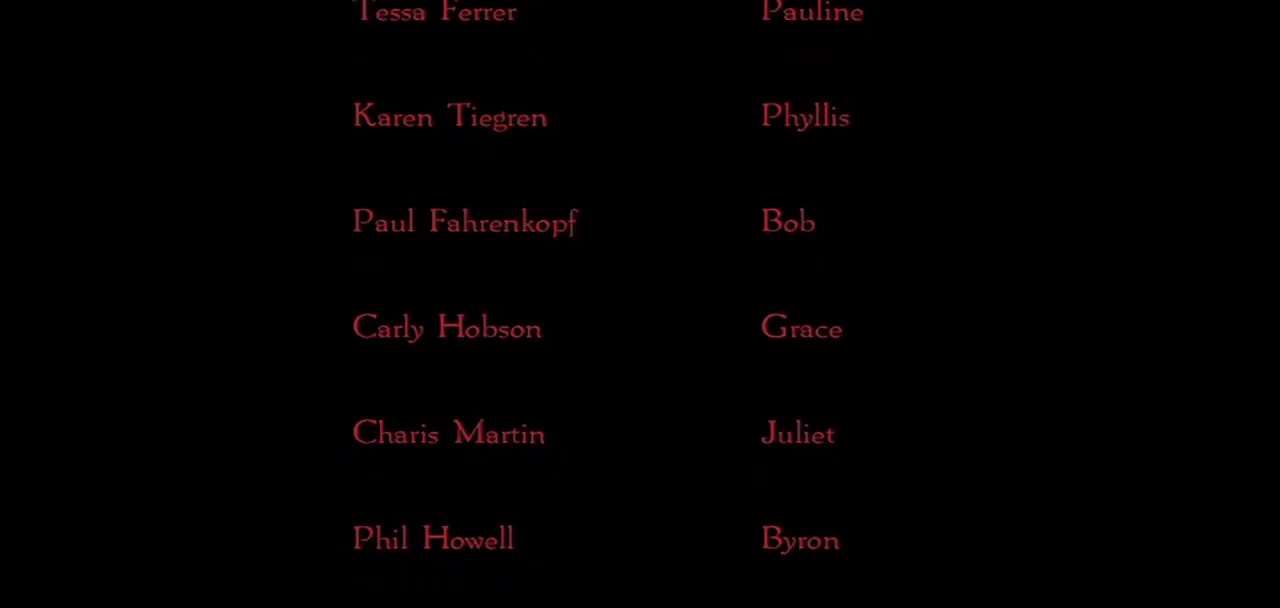 Tessa Ferrer Pauline
Karen Tiegren Phyllis
Paul Fahrenkopf Bob
Carly Hobson Grace
Charis Martin Juliet
Phil Howell Byron